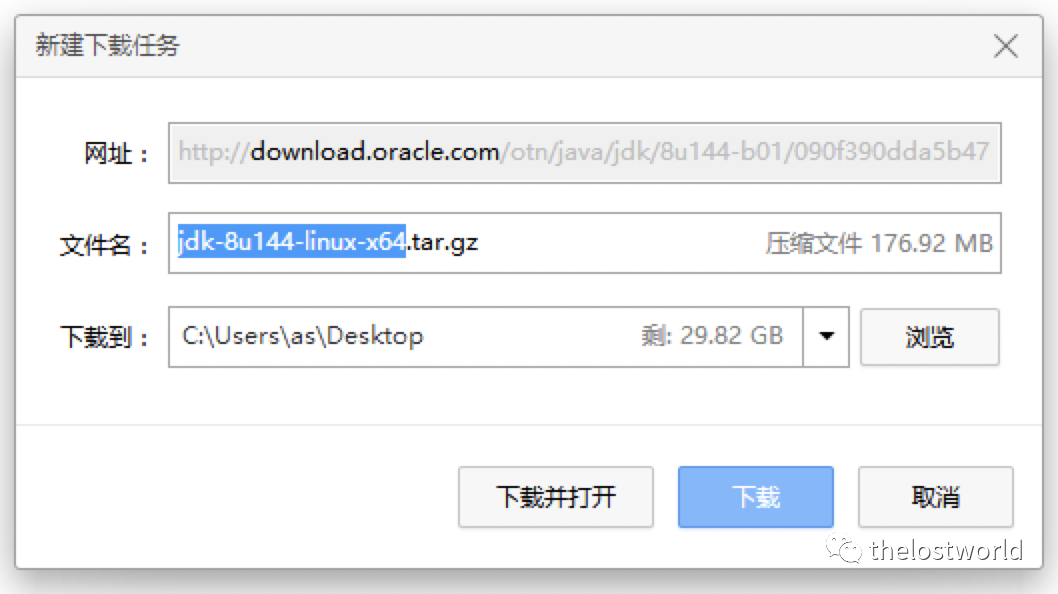 新建下载任务
网址： http://download.oracle.com/otn/java/jdk/8u144-b01/090f390dda5b47
文件名： jdk-8u144-linux-x64.tar.gz 压缩文件 176.92 MB
下载到： C:\Users\as\Desktop 剩: 29.82 GB 浏览
下载并打开 下载 取消
thelostworld